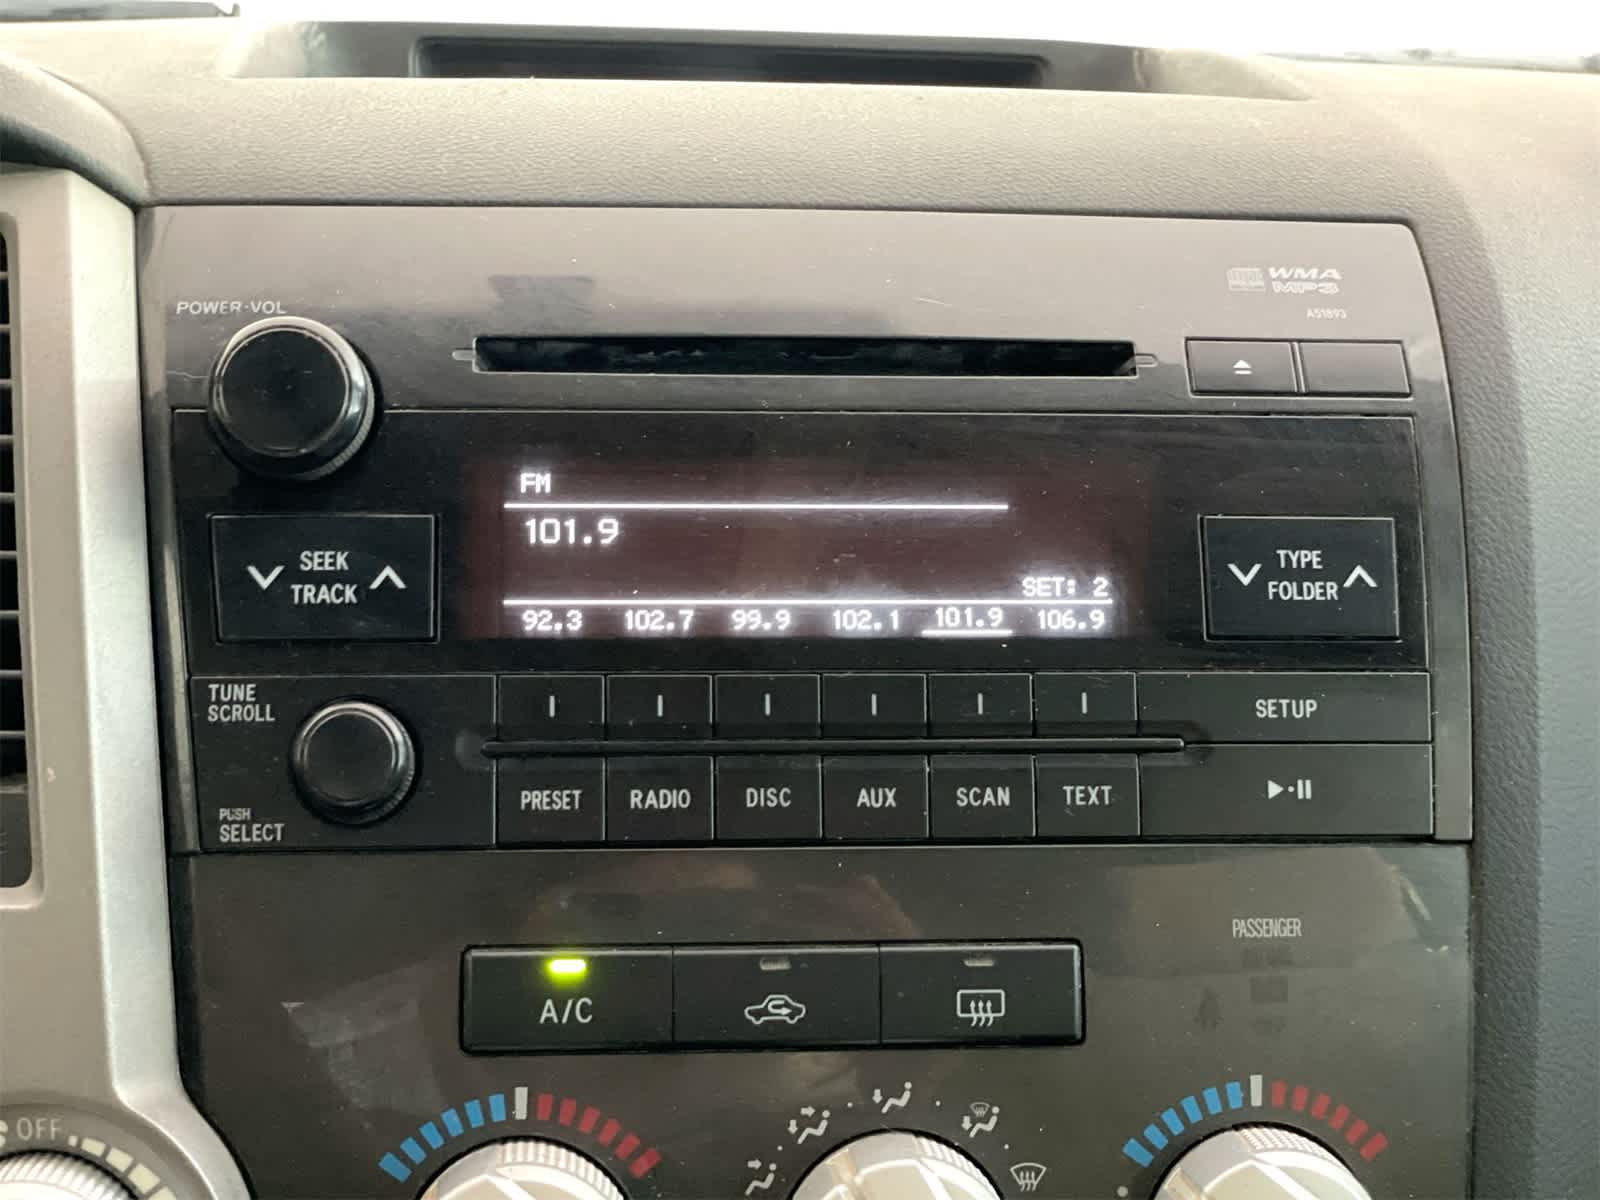 WMA
MP3
A51893
POWER·VOL
FM
101.9
SET: 2
92.3 102.7 99.9 102.1 101.9 106.9
SEEK
TRACK
TYPE
FOLDER
TUNE
SCROLL
SETUP
PUSH
SELECT
PRESET RADIO DISC AUX SCAN TEXT
PASSENGER
A/C
OFF